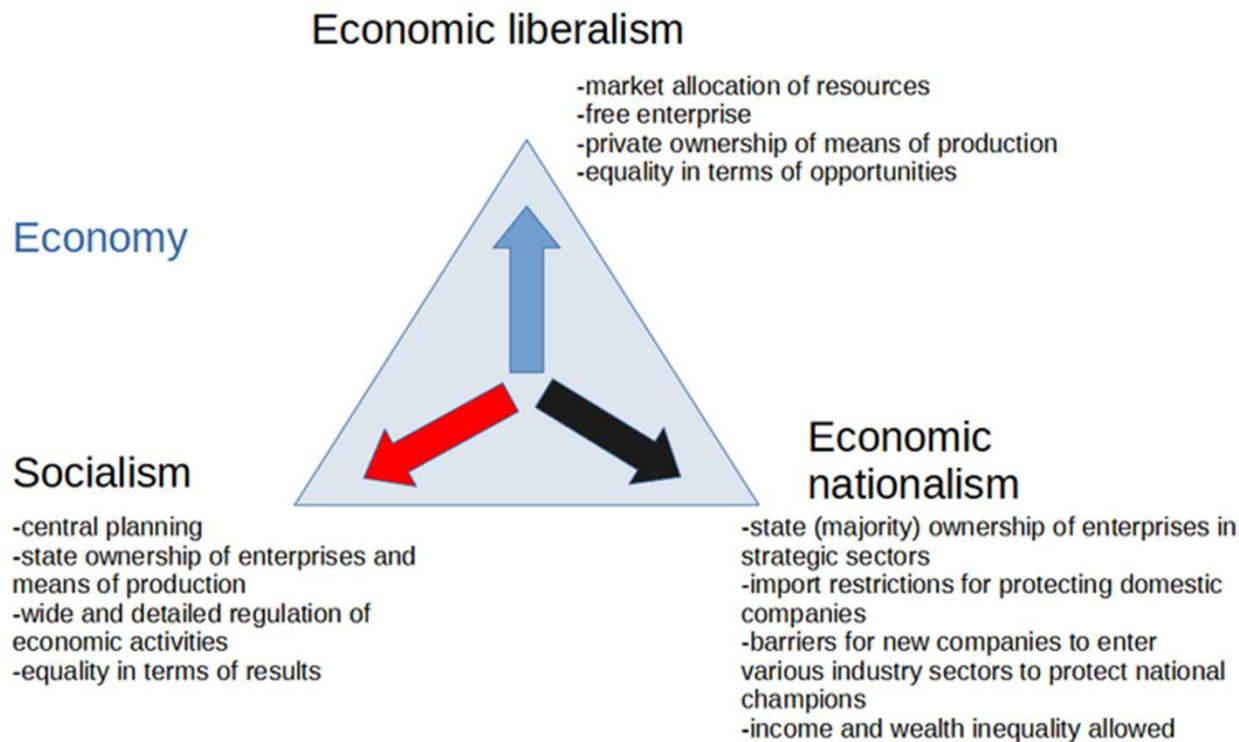 Economic liberalism
-market allocation of resources
-free enterprise
-private ownership of means of production
-equality in terms of opportunities
Economy
Socialism
-central planning
-state ownership of enterprises and
means of production
-wide and detailed regulation of
economic activities
-equality in terms of results
Economic
nationalism
-state (majority) ownership of enterprises in
strategic sectors
-import restrictions for protecting domestic
companies
-barriers for new companies to enter
various industry sectors to protect national
champions
-income and wealth inequality allowed